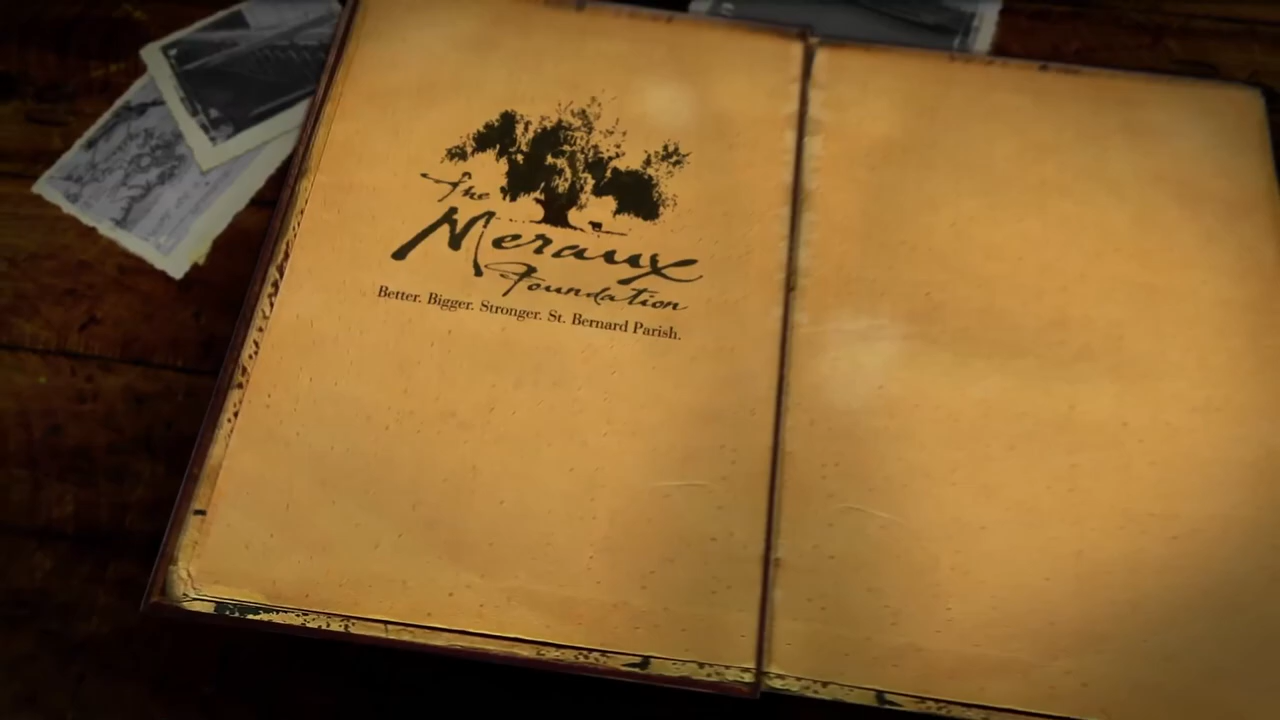 The
Meraux
Foundation
Better. Bigger. Stronger. St. Bernard Parish.